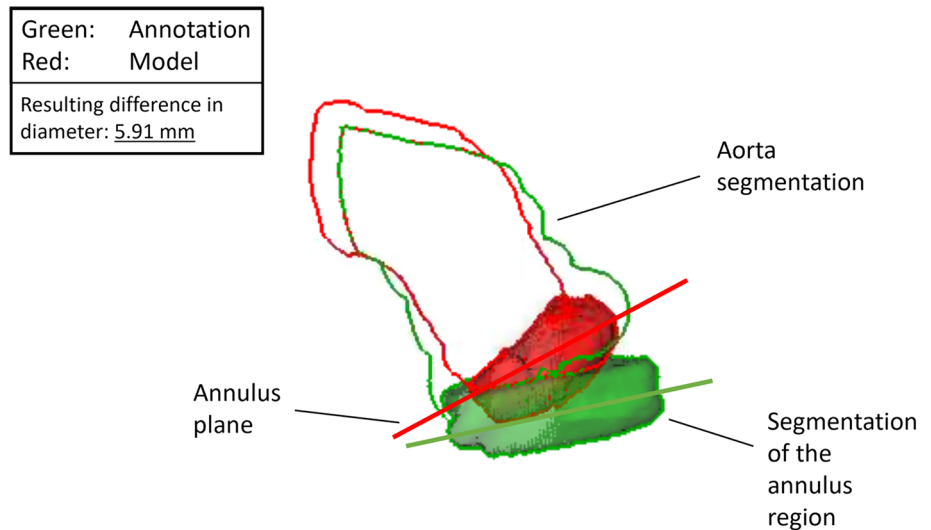 Green: Annotation
Red: Model
Resulting difference in
diameter: 5.91 mm
Aorta
segmentation
Annulus
plane
Segmentation
of the
annulus
region